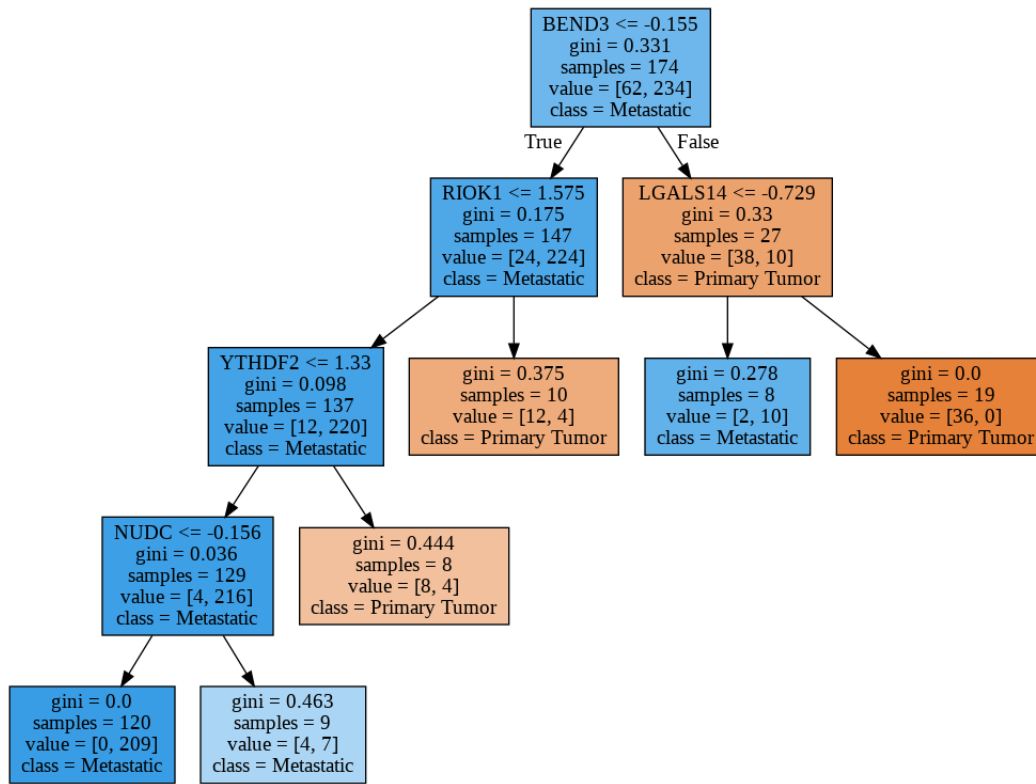 BEND3 <= -0.155
gini = 0.331
samples = 174
value = [62, 234]
class = Metastatic
True
False
RIOK1 <= 1.575
gini = 0.175
samples = 147
value = [24, 224]
class = Metastatic
LGALS14 <= -0.729
gini = 0.33
samples = 27
value = [38, 10]
class = Primary Tumor
YTHDF2 <= 1.33
gini = 0.098
samples = 137
value = [12, 220]
class = Metastatic
gini = 0.375
samples = 10
value = [12, 4]
class = Primary Tumor
gini = 0.278
samples = 8
value = [2, 10]
class = Metastatic
gini = 0.0
samples = 19
value = [36, 0]
class = Primary Tumor
NUDC <= -0.156
gini = 0.036
samples = 129
value = [4, 216]
class = Metastatic
gini = 0.444
samples = 8
value = [8, 4]
class = Primary Tumor
gini = 0.0
samples = 120
value = [0, 209]
class = Metastatic
gini = 0.463
samples = 9
value = [4, 7]
class = Metastatic